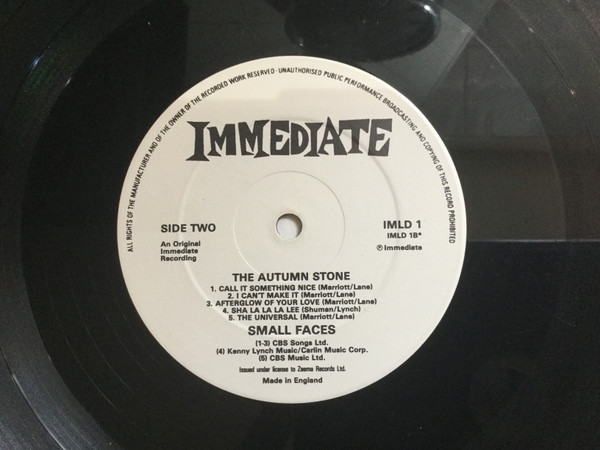 ALL RIGHTS OF THE MANUFACTURER AND OF THE OWNER OF THE RECORDED WORK RESERVED · UNAUTHORISED PUBLIC PERFORMANCE BROADCASTING AND COPYING OF THIS RECORD PROHIBITED
IMMEDIATE
SIDE TWO
An Original
Immediate
Recording
IMLD 1
IMLD 1B*
℗ Immediate
THE AUTUMN STONE
1. CALL IT SOMETHING NICE (Marriott/Lane)
2. I CAN'T MAKE IT (Marriott/Lane)
3. AFTERGLOW OF YOUR LOVE (Marriott/Lane)
4. SHA LA LA LA LEE (Shuman/Lynch)
5. THE UNIVERSAL (Marriott/Lane)
SMALL FACES
(1-3) CBS Songs Ltd.
(4) Kenny Lynch Music/Carlin Music Corp.
(5) CBS Music Ltd.
Issued under license to Zeema Records Ltd.
Made in England